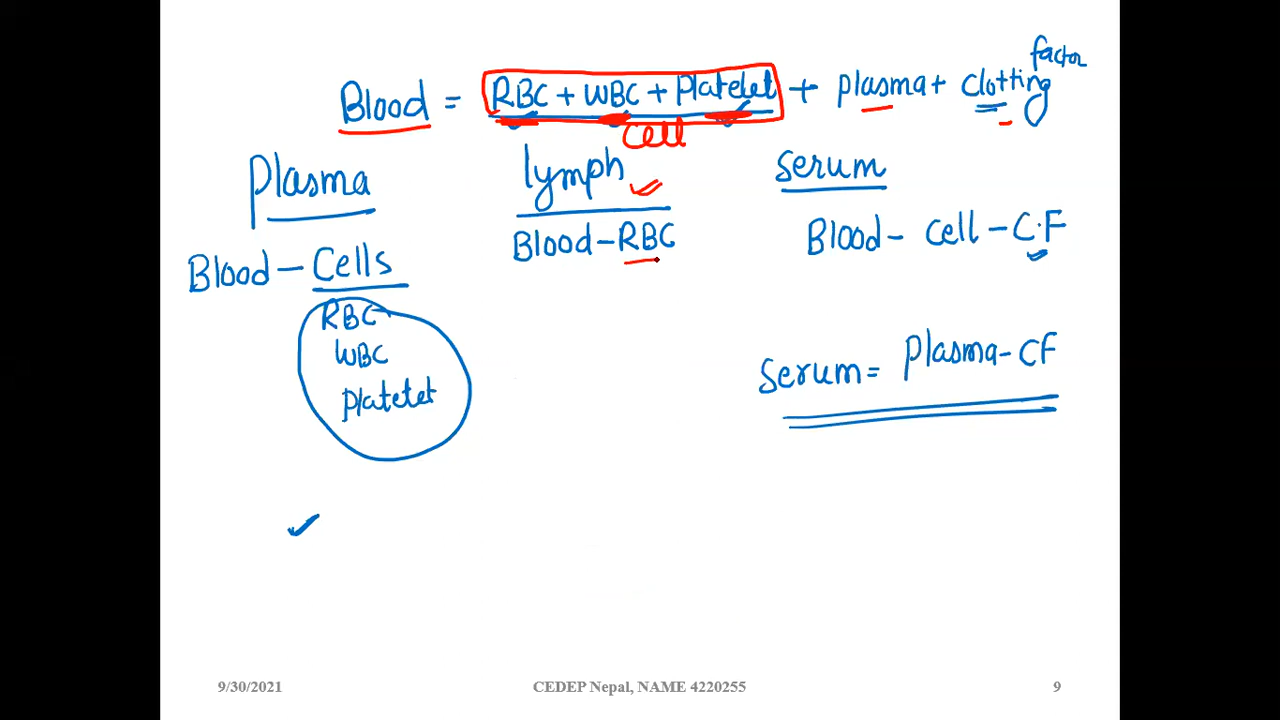 factor
Blood = RBC + WBC + Platelet + plasma + clotting
cell
Plasma lymph serum
Blood - Cells Blood - RBC Blood - cell - C.F
RBC
WBC
Platelet
serum = plasma - CF
9/30/2021 CEDEP Nepal, NAME 4220255 9